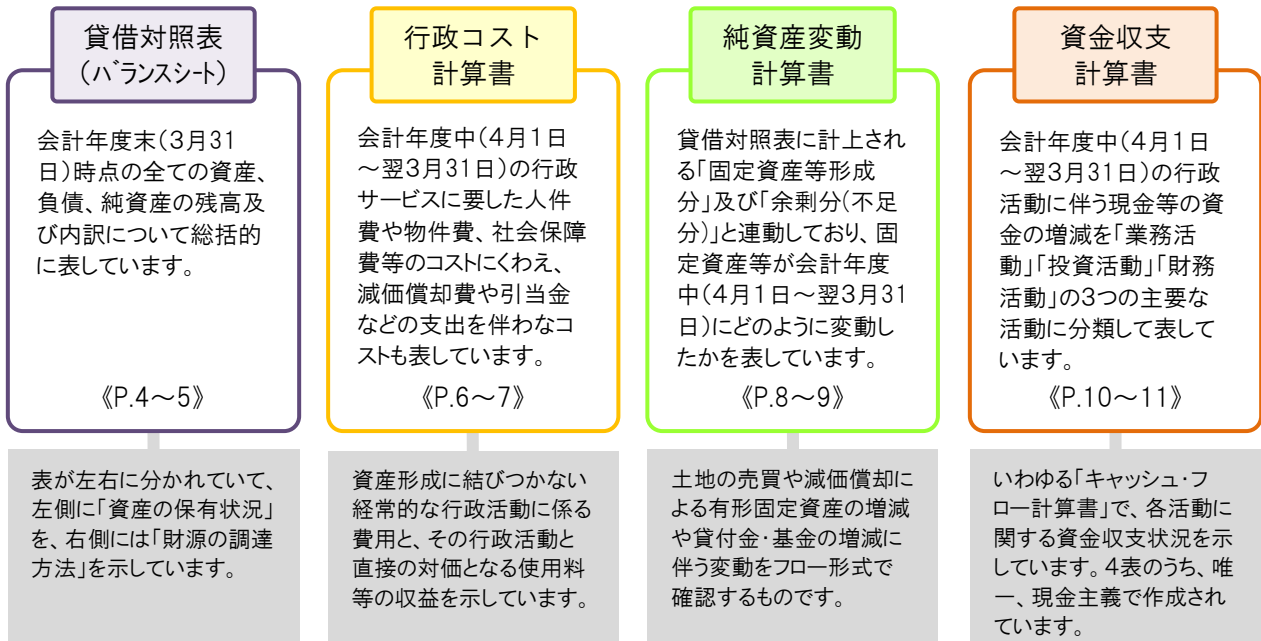 貸借対照表
（バランスシート）
会計年度末（３月31
日）時点の全ての資産、
負債、純資産の残高及
び内訳について総括的
に表しています。
《P.4～5》
表が左右に分かれていて、
左側に「資産の保有状況」
を、右側には「財源の調達
方法」を示しています。
行政コスト
計算書
会計年度中（４月１日
～翌３月31日）の行政
サービスに要した人件
費や物件費、社会保障
費等のコストにくわえ、
減価償却費や引当金
などの支出を伴わなコ
ストも表しています。
《P.6～7》
資産形成に結びつかない
経常的な行政活動に係る
費用と、その行政活動と
直接の対価となる使用料
等の収益を示しています。
純資産変動
計算書
貸借対照表に計上され
る「固定資産等形成
分」及び「余剰分（不足
分）」と連動しており、固
定資産等が会計年度
中（４月１日～翌３月31
日）にどのように変動し
たかを表しています。
《P.8～9》
土地の売買や減価償却に
よる有形固定資産の増減
や貸付金・基金の増減に
伴う変動をフロー形式で
確認するものです。
資金収支
計算書
会計年度中（４月１日
～翌３月31日）の行政
活動に伴う現金等の資
金の増減を「業務活
動」「投資活動」「財務
活動」の３つの主要な
活動に分類して表して
います。
《P.10～11》
いわゆる「キャッシュ・フ
ロー計算書」で、各活動に
関する資金収支状況を示
しています。４表のうち、唯
一、現金主義で作成され
ています。